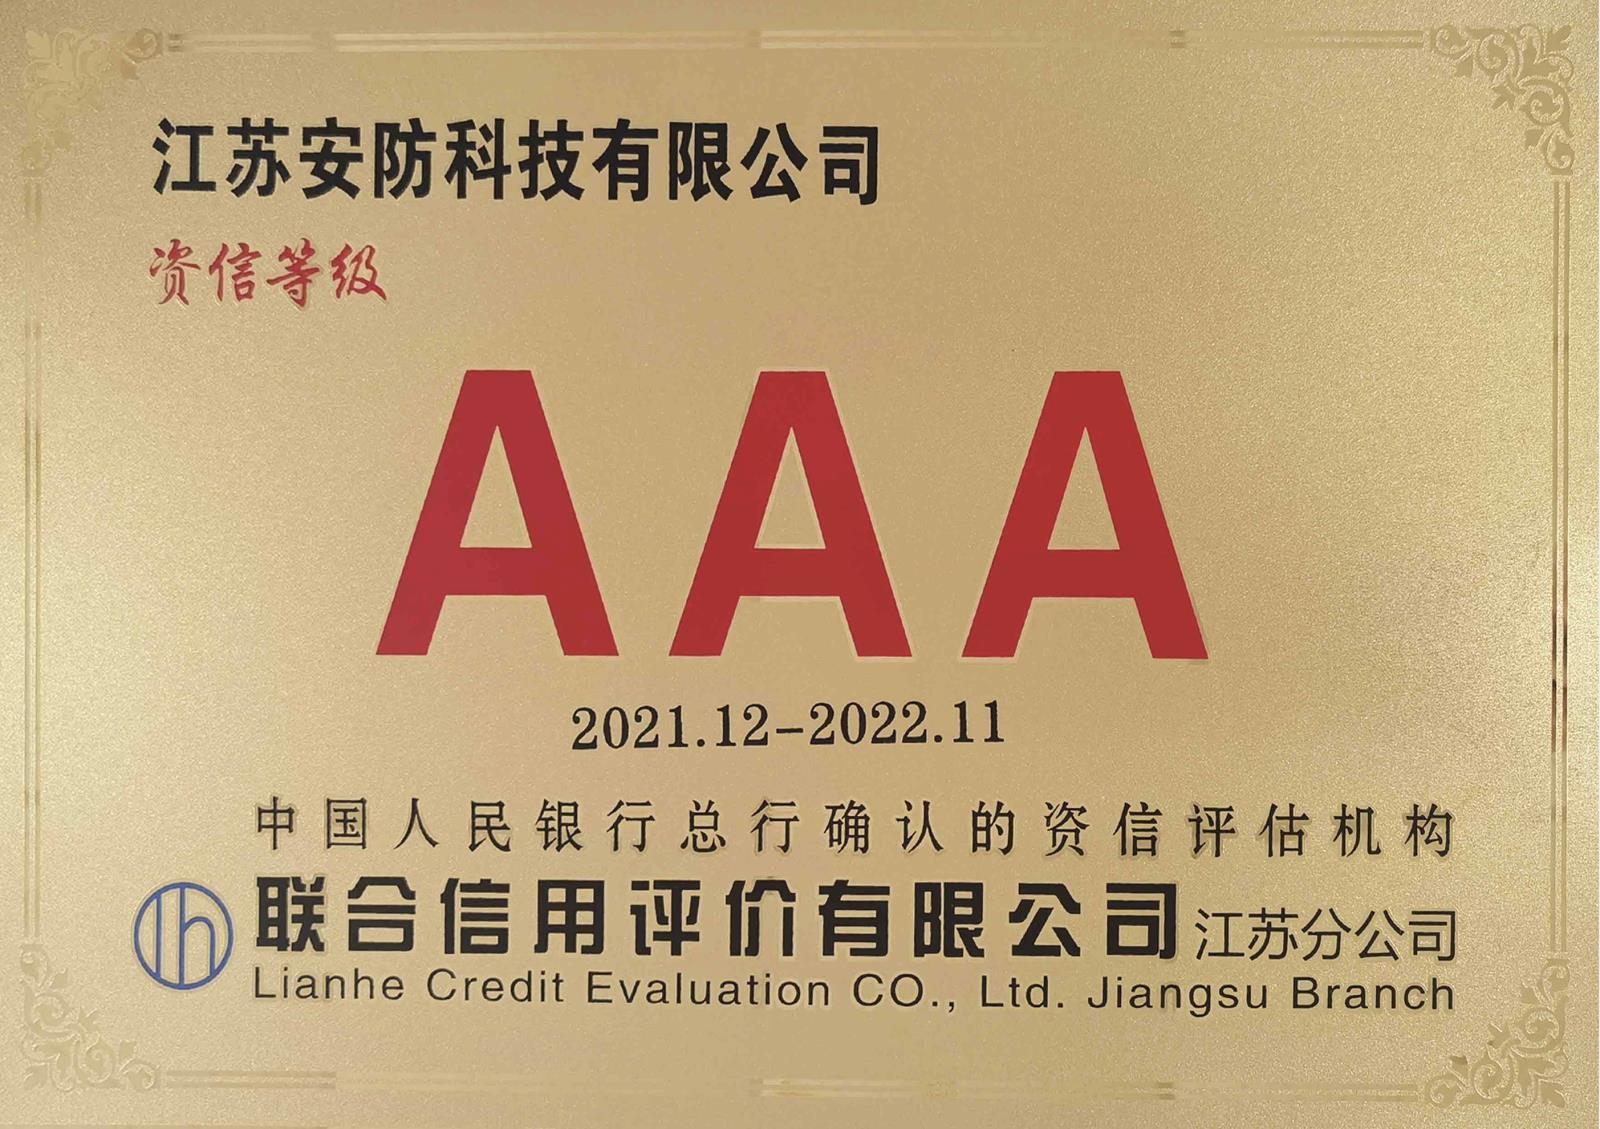 江苏安防科技有限公司
资信等级
AAA
2021.12-2022.11
中国人民银行总行确认的资信评估机构
联合信用评价有限公司江苏分公司
Lianhe Credit Evaluation CO., Ltd. Jiangsu Branch